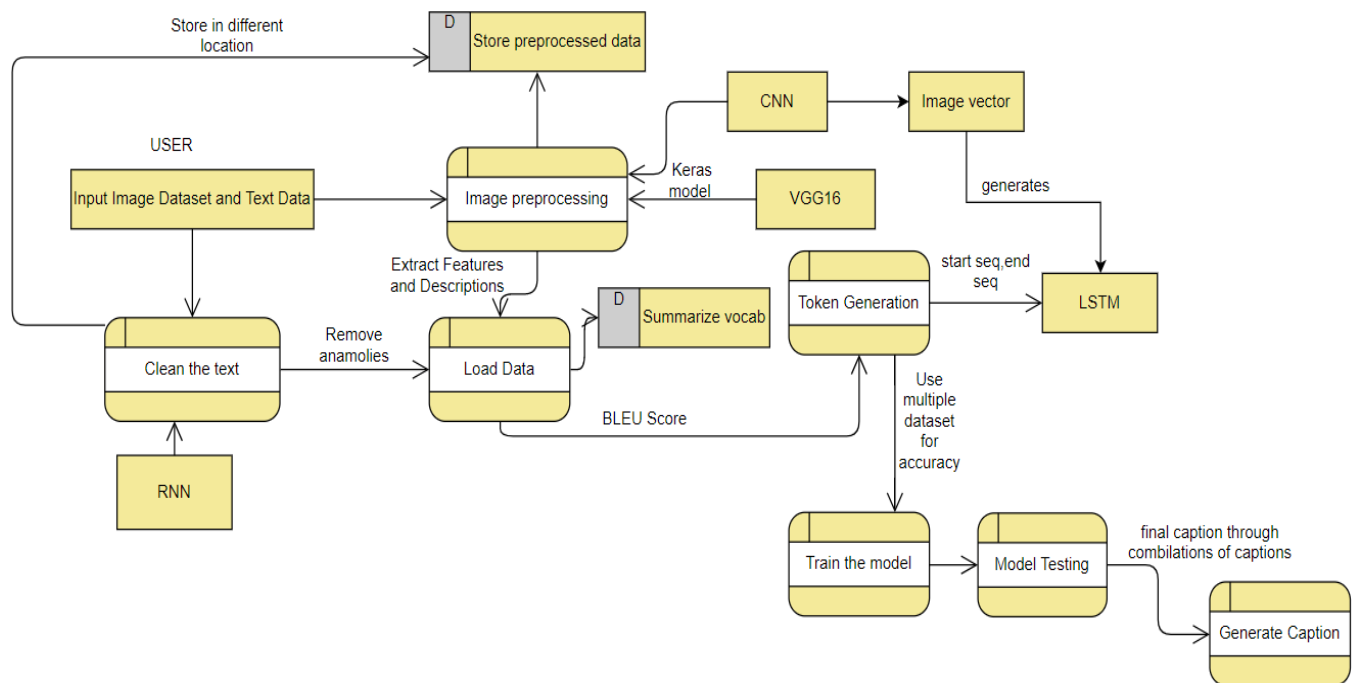 Store in different
location
D
Store preprocessed data
CNN
Image vector
USER
Input Image Dataset and Text Data
Image preprocessing
Keras
model
VGG16
generates
Extract Features
and Descriptions
D
Summarize vocab
Token Generation
start seq,end
seq
LSTM
Clean the text
Remove
anamolies
Load Data
BLEU Score
Use
multiple
dataset
for
accuracy
RNN
Train the model
Model Testing
final caption through
combilations of captions
Generate Caption